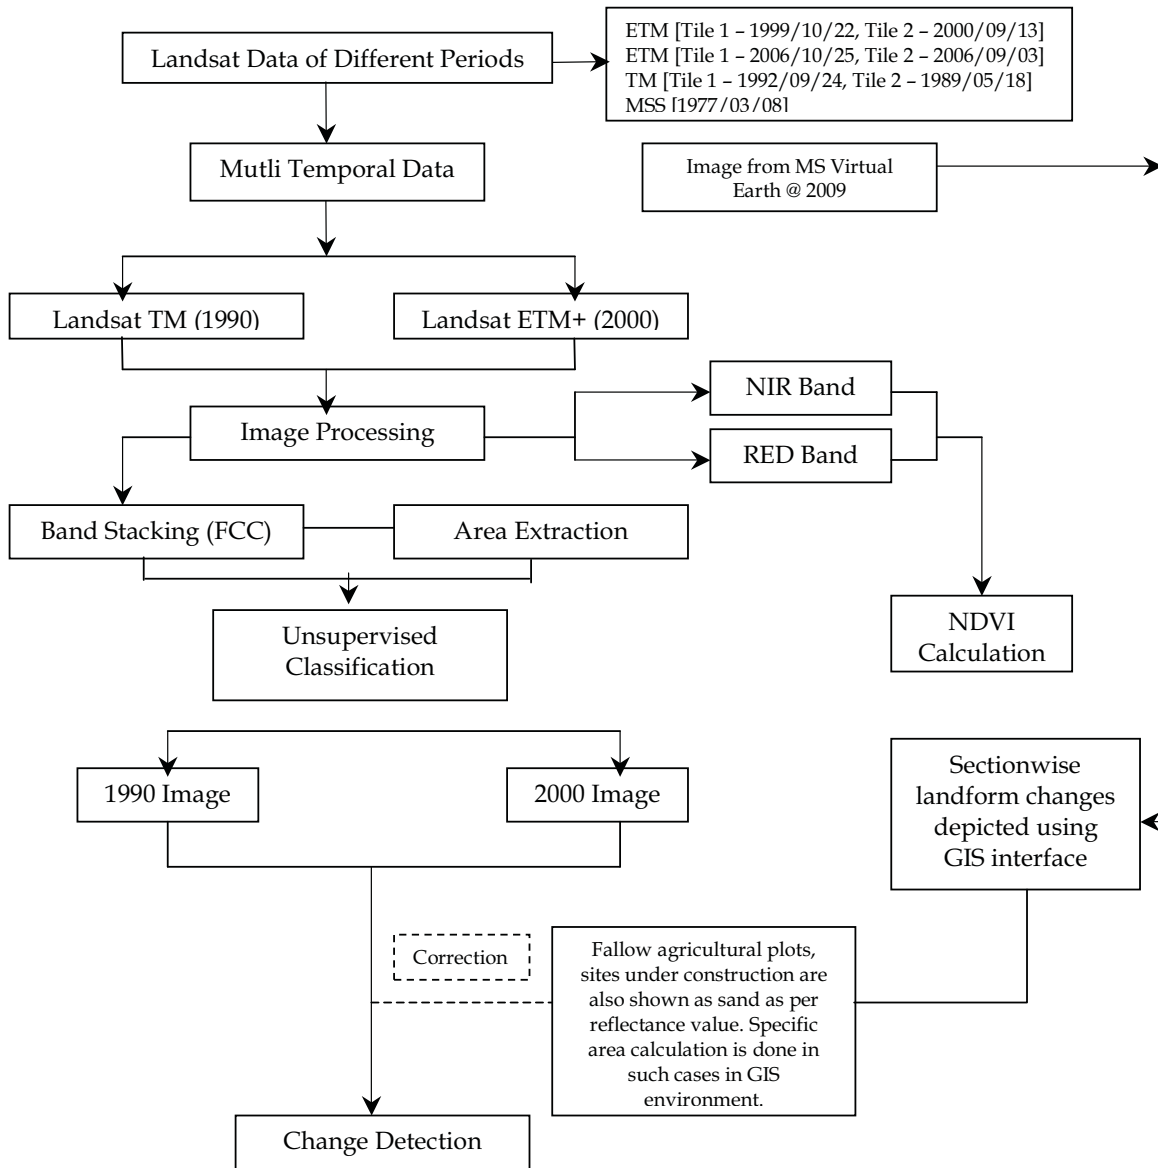 Landsat Data of Different Periods
ETM [Tile 1 – 1999/10/22, Tile 2 – 2000/09/13]
ETM [Tile 1 – 2006/10/25, Tile 2 – 2006/09/03]
TM [Tile 1 – 1992/09/24, Tile 2 – 1989/05/18]
MSS [1977/03/08]
Mutli Temporal Data
Image from MS Virtual
Earth @ 2009
Landsat TM (1990)
Landsat ETM+ (2000)
Image Processing
NIR Band
RED Band
Band Stacking (FCC)
Area Extraction
Unsupervised
Classification
NDVI
Calculation
1990 Image
2000 Image
Sectionwise
landform changes
depicted using
GIS interface
Correction
Fallow agricultural plots,
sites under construction are
also shown as sand as per
reflectance value. Specific
area calculation is done in
such cases in GIS
environment.
Change Detection